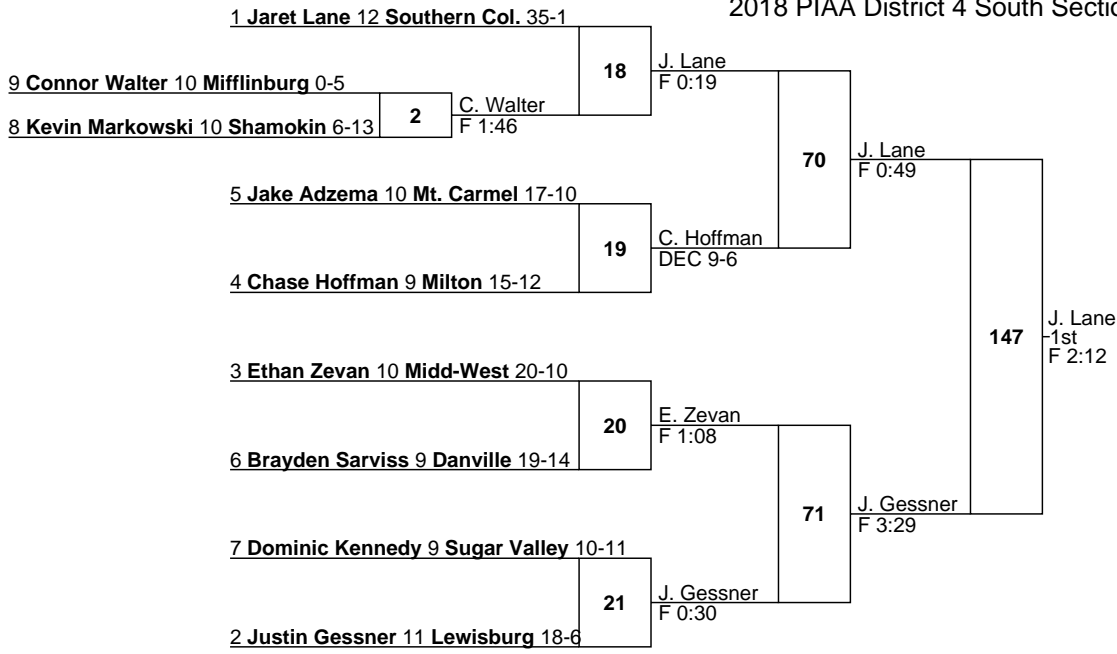 2018 PIAA District 4 South Sectio
1 Jaret Lane 12 Southern Col. 35-1
18
J. Lane
F 0:19
9 Connor Walter 10 Mifflinburg 0-5
2
C. Walter
F 1:46
8 Kevin Markowski 10 Shamokin 6-13
70
J. Lane
F 0:49
5 Jake Adzema 10 Mt. Carmel 17-10
19
C. Hoffman
DEC 9-6
4 Chase Hoffman 9 Milton 15-12
147
J. Lane
1st
F 2:12
3 Ethan Zevan 10 Midd-West 20-10
20
E. Zevan
F 1:08
6 Brayden Sarviss 9 Danville 19-14
71
J. Gessner
F 3:29
7 Dominic Kennedy 9 Sugar Valley 10-11
21
J. Gessner
F 0:30
2 Justin Gessner 11 Lewisburg 18-6